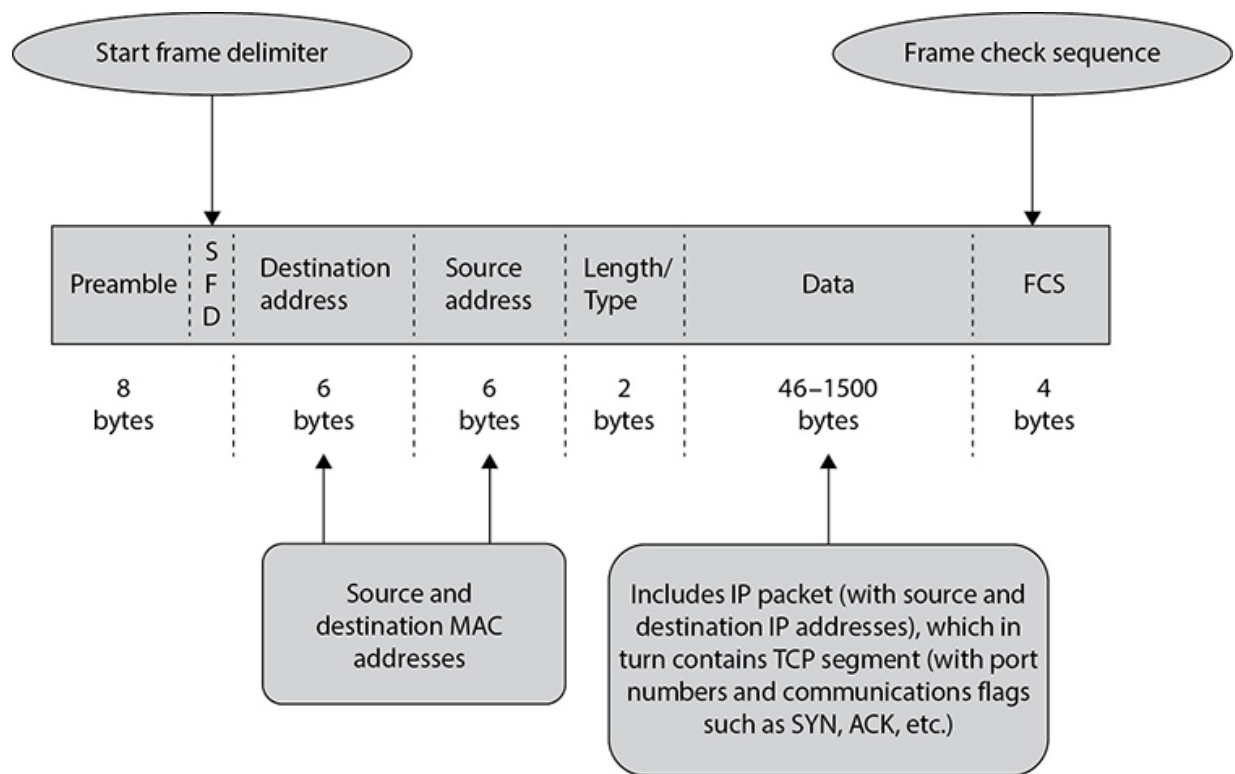 Start frame delimiter
Frame check sequence
Preamble
S
F
D
Destination
address
Source
address
Length/
Type
Data
FCS
8
bytes
6
bytes
6
bytes
2
bytes
46–1500
bytes
4
bytes
Source and
destination MAC
addresses
Includes IP packet (with source and
destination IP addresses), which in
turn contains TCP segment (with port
numbers and communications flags
such as SYN, ACK, etc.)